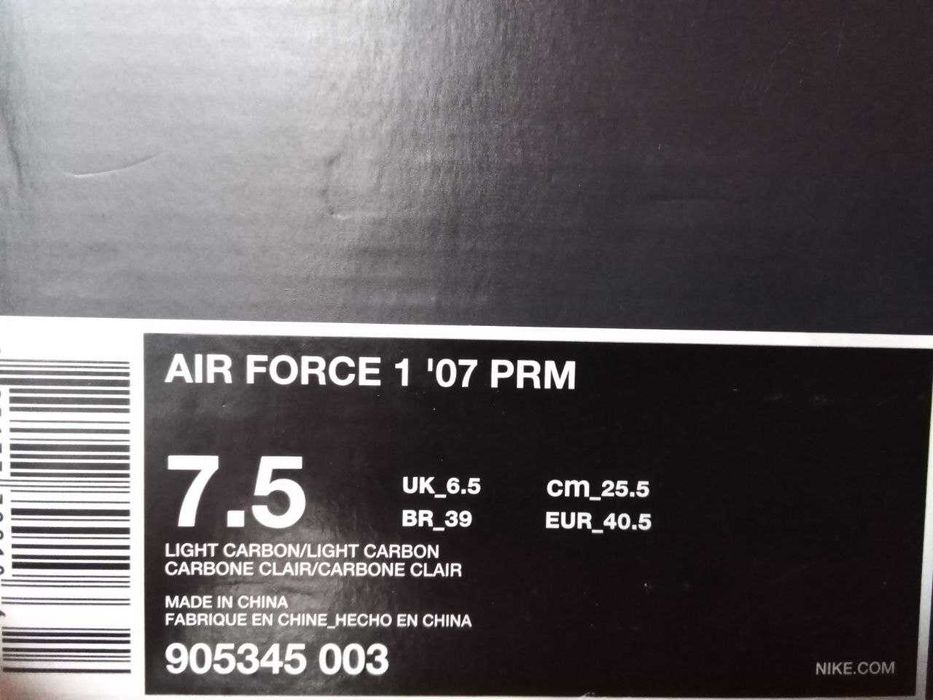 AIR FORCE 1 '07 PRM
7.5
UK_6.5 cm_25.5
BR_39 EUR_40.5
LIGHT CARBON/LIGHT CARBON
CARBONE CLAIR/CARBONE CLAIR
MADE IN CHINA
FABRIQUE EN CHINE_HECHO EN CHINA
905345 003
NIKE.COM